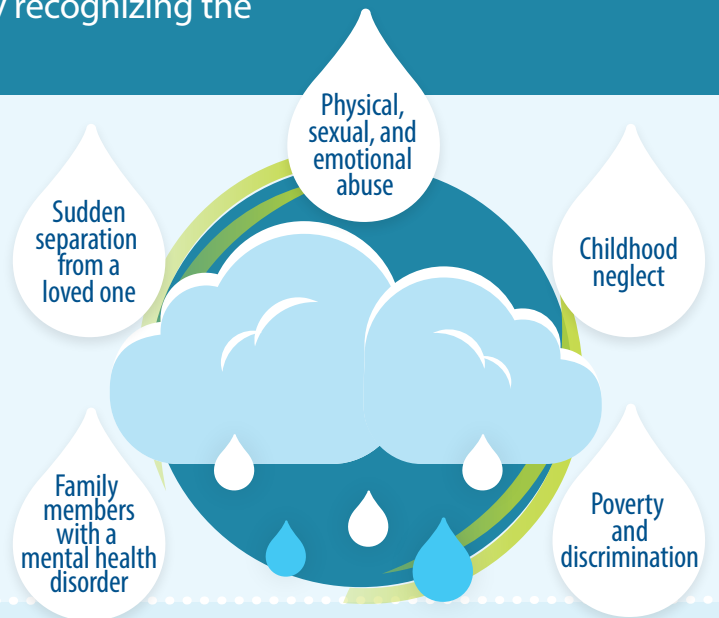 recognizing the
Physical,
sexual, and
emotional
abuse
Sudden
separation
from a
loved one
Childhood
neglect
Family
members
with a
mental health
disorder
Poverty
and
discrimination